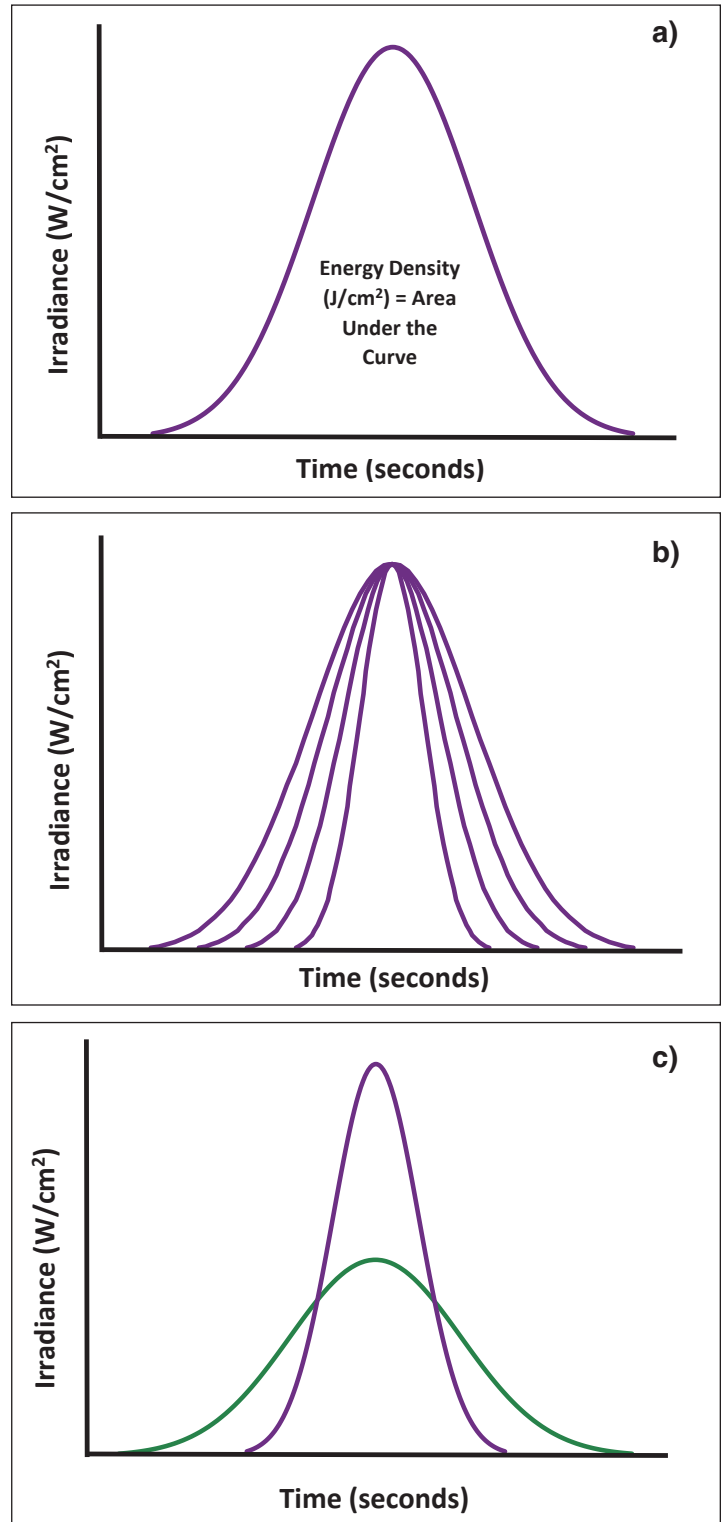 a)
Irradiance (W/cm²)
Energy Density
(J/cm²) = Area
Under the
Curve
Time (seconds)
b)
Irradiance (W/cm²)
Time (seconds)
c)
Irradiance (W/cm²)
Time (seconds)